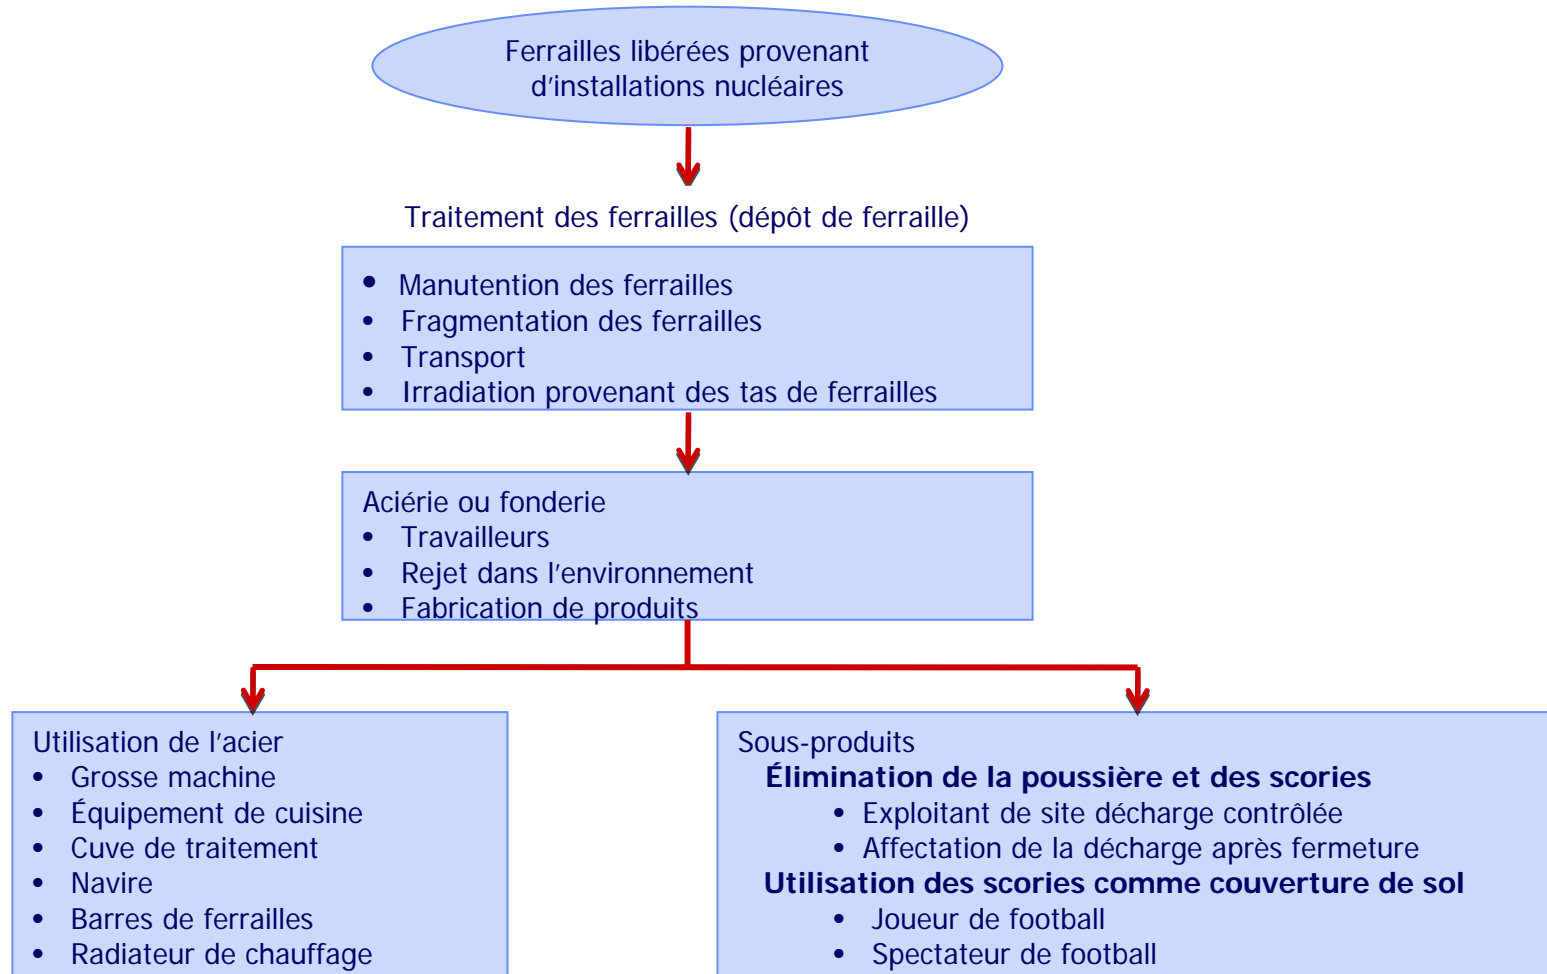 Ferrailles libérées provenant
d'installations nucléaires
Traitement des ferrailles (dépôt de ferraille)
• Manutention des ferrailles
• Fragmentation des ferrailles
• Transport
• Irradiation provenant des tas de ferrailles
Aciérie ou fonderie
• Travailleurs
• Rejet dans l'environnement
• Fabrication de produits
Utilisation de l'acier
• Grosse machine
• Équipement de cuisine
• Cuve de traitement
• Navire
• Barres de ferrailles
• Radiateur de chauffage
Sous-produits
Élimination de la poussière et des scories
• Exploitant de site décharge contrôlée
• Affectation de la décharge après fermeture
Utilisation des scories comme couverture de sol
• Joueur de football
• Spectateur de football